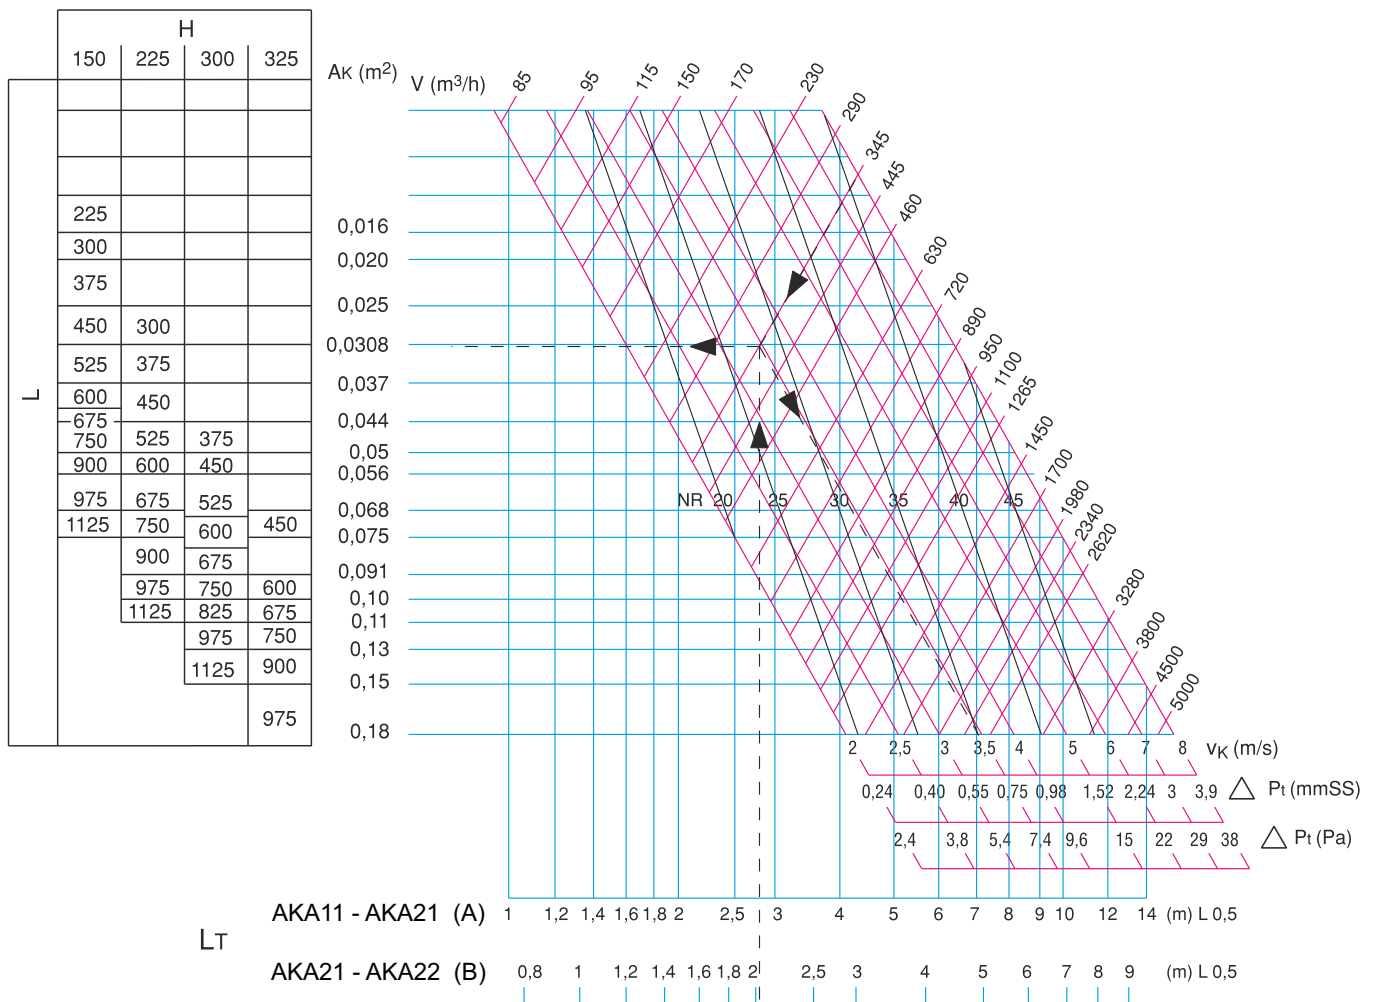 H
150 225 300 325
L
225
300
375
450 300
525 375
600
450
675
750 525 375
900 600 450
975 675 525
1125 750 600 450
900 675
975 750 600
1125 825 675
975 750
1125 900
975
AK (m2) V (m3/h)
85 95 115 150 170 230 290 345 445 460 630 720 890 950 1100 1265 1450 1700 1980 2340 2620 3280 3800 4500 5000
0,016
0,020
0,025
0,0308
0,037
0,044
0,05
0,056
0,068
0,075
0,091
0,10
0,11
0,13
0,15
0,18
NR 20 25 30 35 40 45
2 2,5 3 3,5 4 5 6 7 8 vK (m/s)
0,24 0,40 0,55 0,75 0,98 1,52 2,24 3 3,9 △ Pt (mmSS)
2,4 3,8 5,4 7,4 9,6 15 22 29 38 △ Pt (Pa)
AKA11 - AKA21 (A) 1 1,2 1,4 1,6 1,8 2 2,5 3 4 5 6 7 8 9 10 12 14 (m) L 0,5
LT
AKA21 - AKA22 (B) 0,8 1 1,2 1,4 1,6 1,8 2 2,5 3 4 5 6 7 8 9 (m) L 0,5